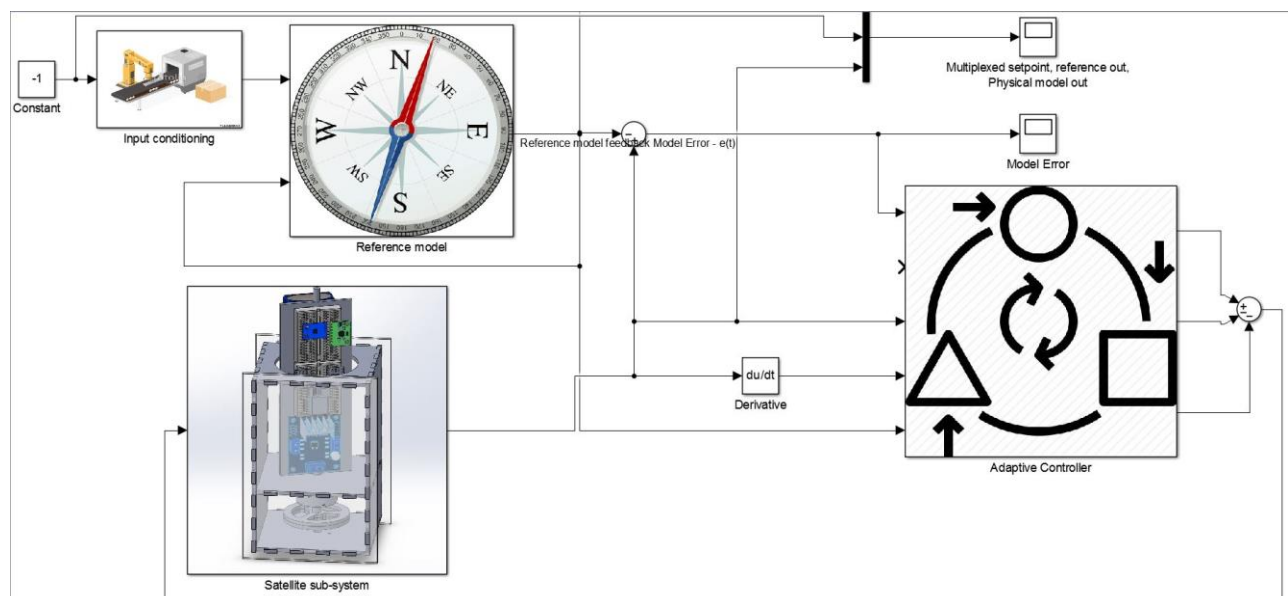 -1
Constant
Input conditioning
N
NE
E
SE
S
SW
W
NW
Reference model
Multiplexed setpoint, reference out,
Physical model out
Reference model feedback Model Error - e(t)
Model Error
du/dt
Derivative
Adaptive Controller
Satellite sub-system